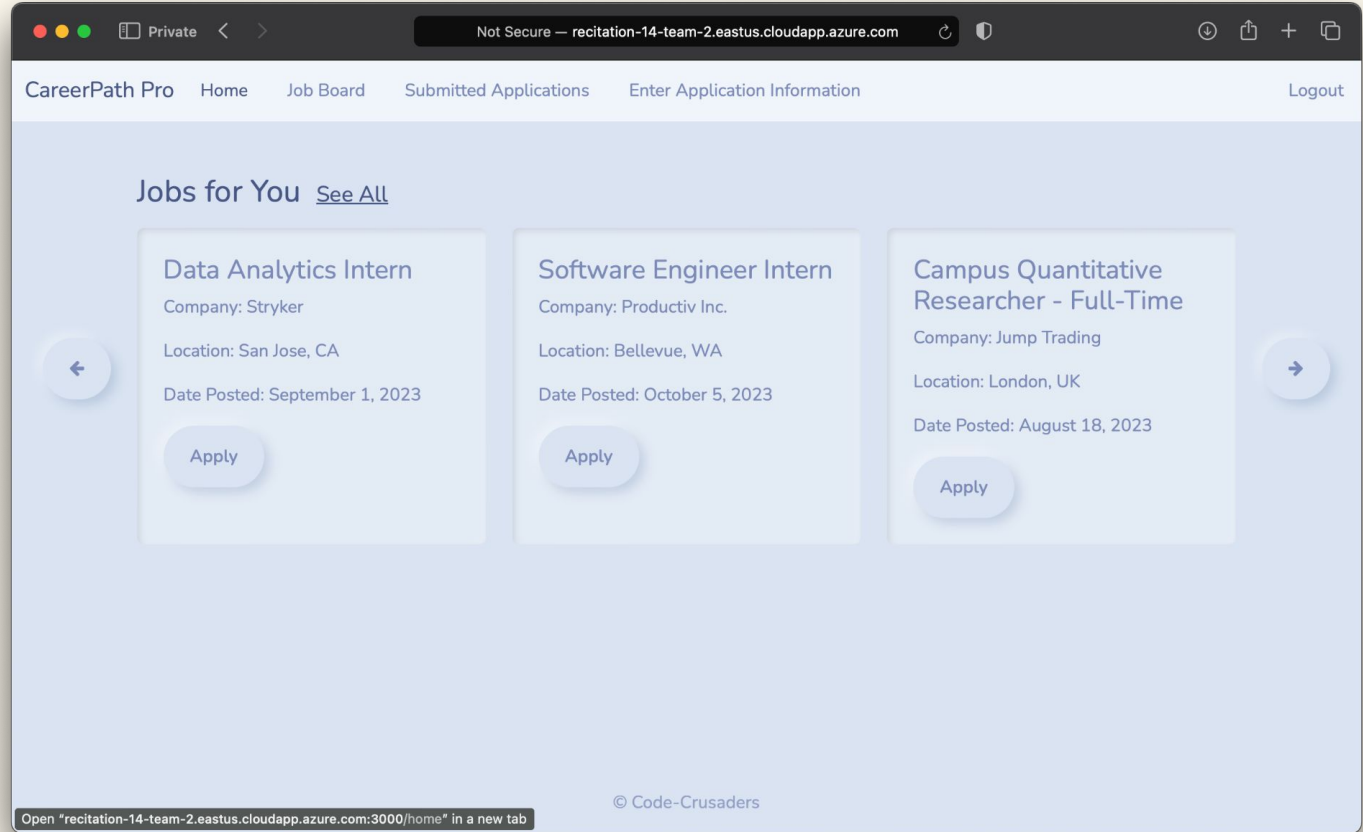 Private
Not Secure — recitation-14-team-2.eastus.cloudapp.azure.com
CareerPath Pro Home Job Board Submitted Applications Enter Application Information Logout
Jobs for You See All
Data Analytics Intern
Company: Stryker
Location: San Jose, CA
Date Posted: September 1, 2023
Apply
Software Engineer Intern
Company: Productiv Inc.
Location: Bellevue, WA
Date Posted: October 5, 2023
Apply
Campus Quantitative
Researcher - Full-Time
Company: Jump Trading
Location: London, UK
Date Posted: August 18, 2023
Apply
© Code-Crusaders
Open "recitation-14-team-2.eastus.cloudapp.azure.com:3000/home" in a new tab